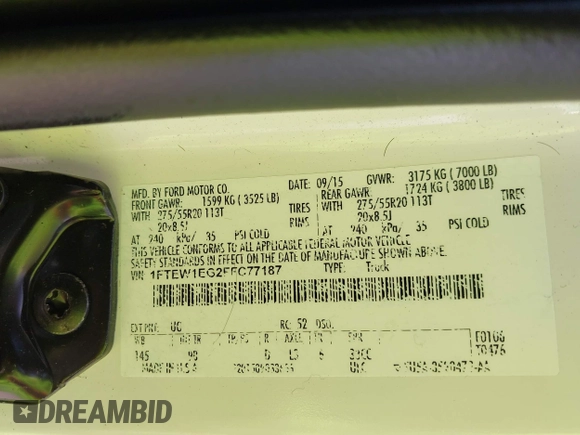 MFD. BY FORD MOTOR CO.
DATE: 09/15 GVWR: 3175 KG ( 7000 LB)
FRONT GAWR: 1599 KG ( 3525 LB) REAR GAWR: 1724 KG ( 3800 LB)
WITH 275/55R20 113T TIRES WITH 275/55R20 113T TIRES
20x8.5J RIMS 20x8.5J RIMS
AT 240 kPa/ 35 PSI COLD AT 240 kPa/ 35 PSI COLD
THIS VEHICLE CONFORMS TO ALL APPLICABLE FEDERAL MOTOR VEHICLE
SAFETY STANDARDS IN EFFECT ON THE DATE OF MANUFACTURE SHOWN ABOVE.
VIN: 1FTEW1EG2FFC77187 TYPE: Truck
EXT PNT: UG RC: 52 DSO:
WB R AXLE
145 L3 6
MADE IN U.S.A.
DREAMBID